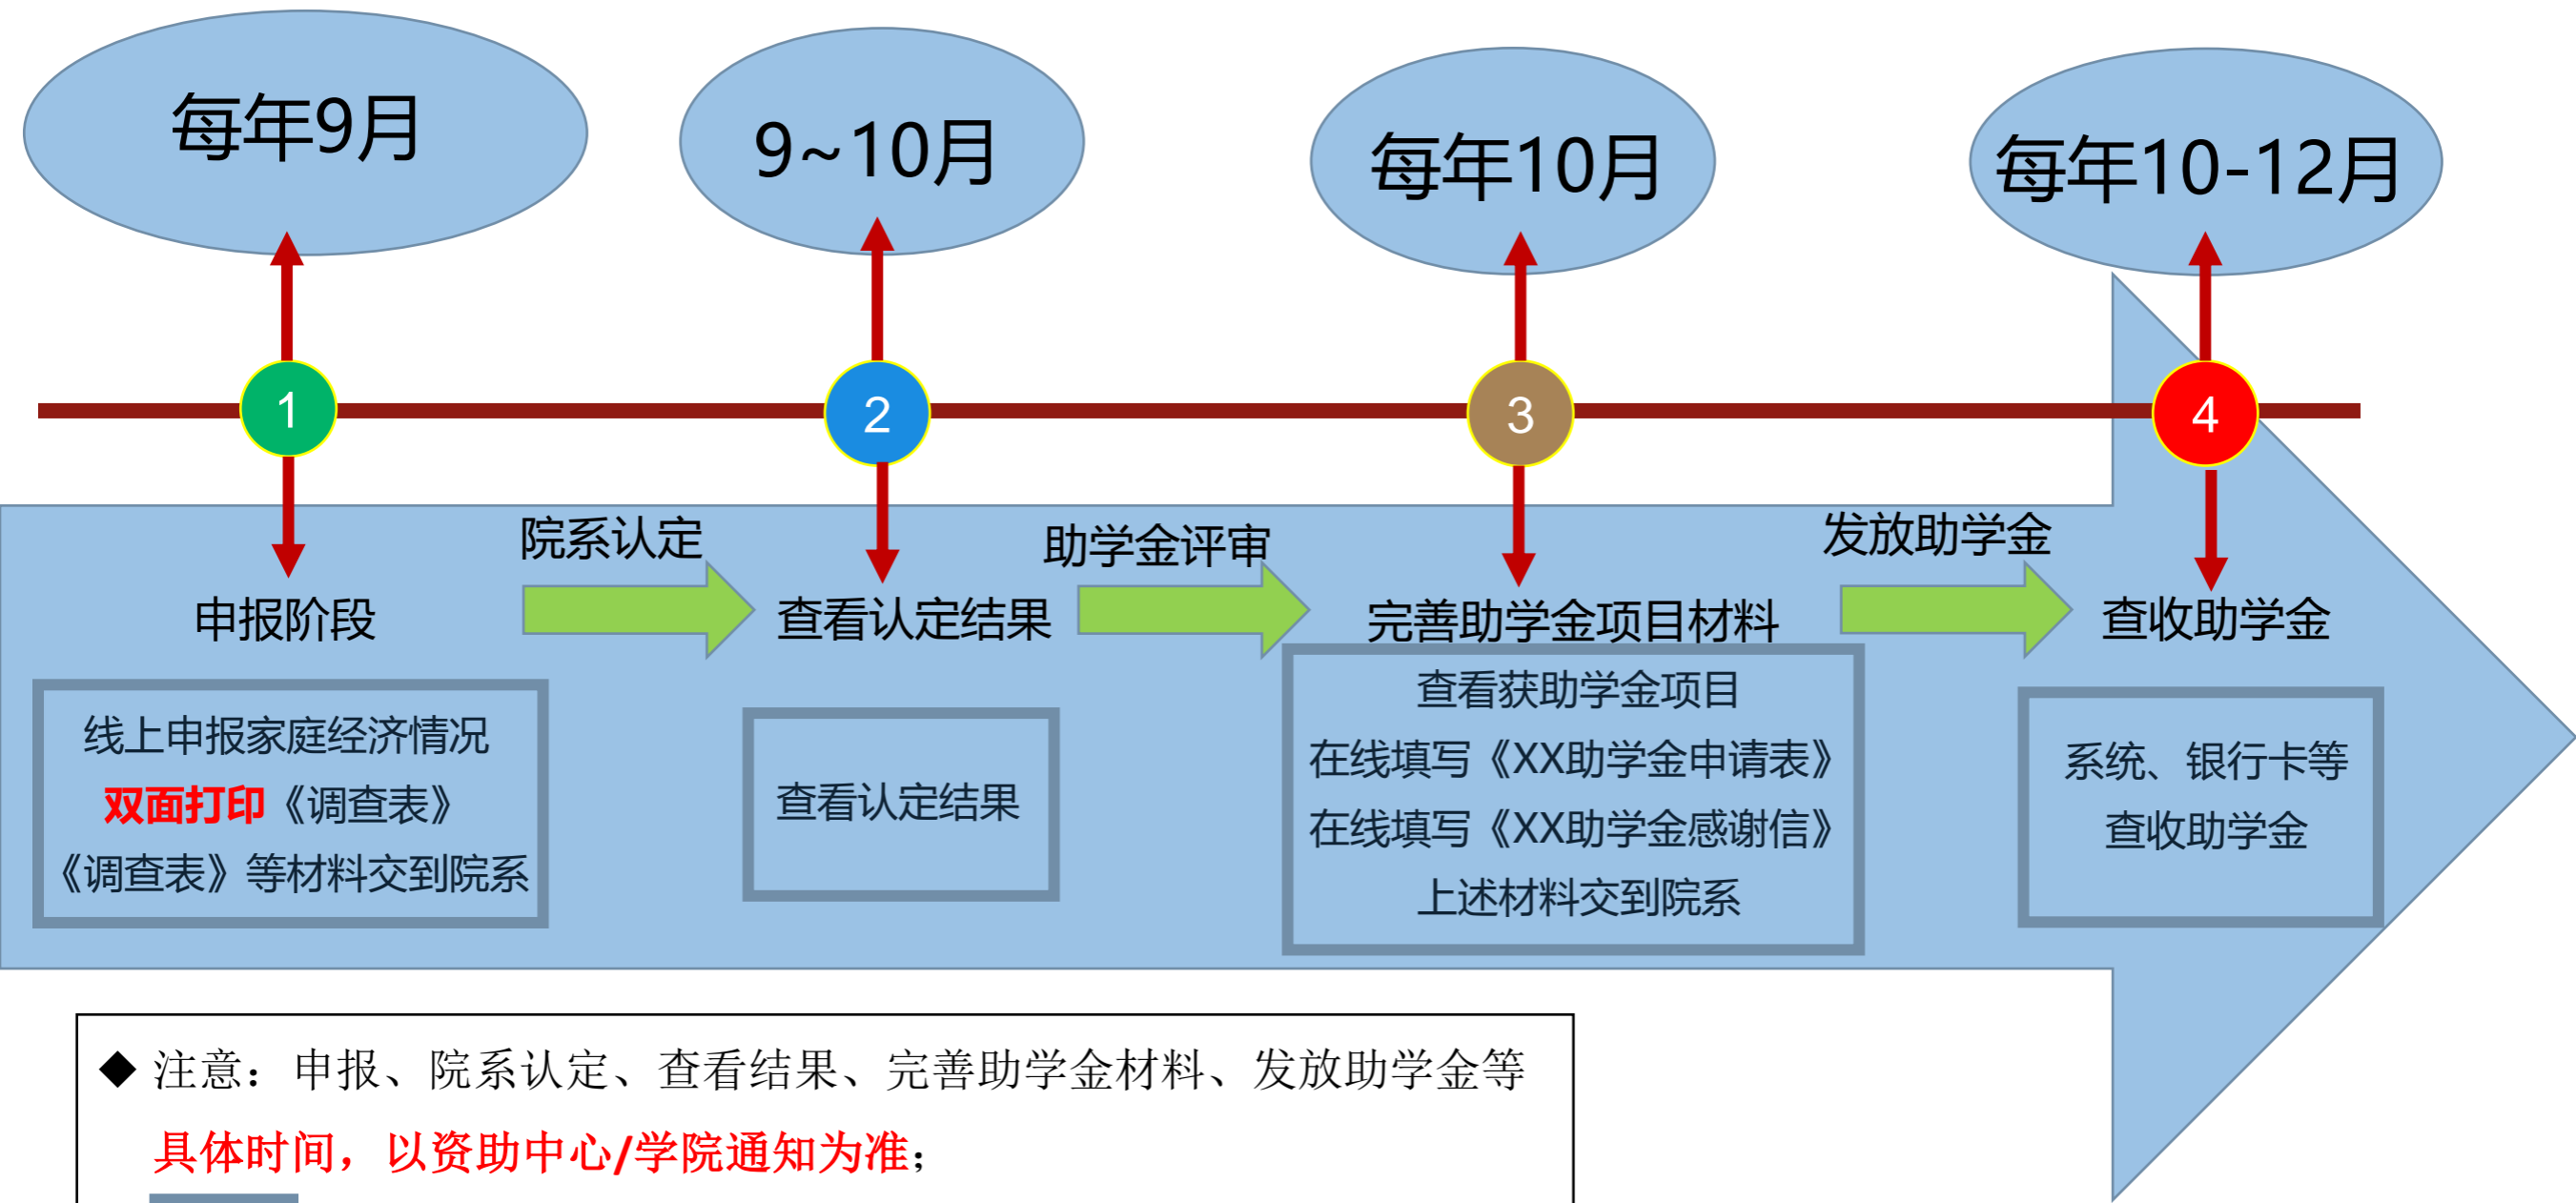 每年9月
9~10月
每年10月
每年10-12月
1
2
3
4
院系认定
助学金评审
发放助学金
申报阶段
查看认定结果
完善助学金项目材料
查收助学金
线上申报家庭经济情况
双面打印《调查表》
《调查表》等材料交到院系
查看认定结果
查看获助学金项目
在线填写《XX助学金申请表》
在线填写《XX助学金感谢信》
上述材料交到院系
系统、银行卡等
查收助学金
◆ 注意：申报、院系认定、查看结果、完善助学金材料、发放助学金等
具体时间，以资助中心/学院通知为准；